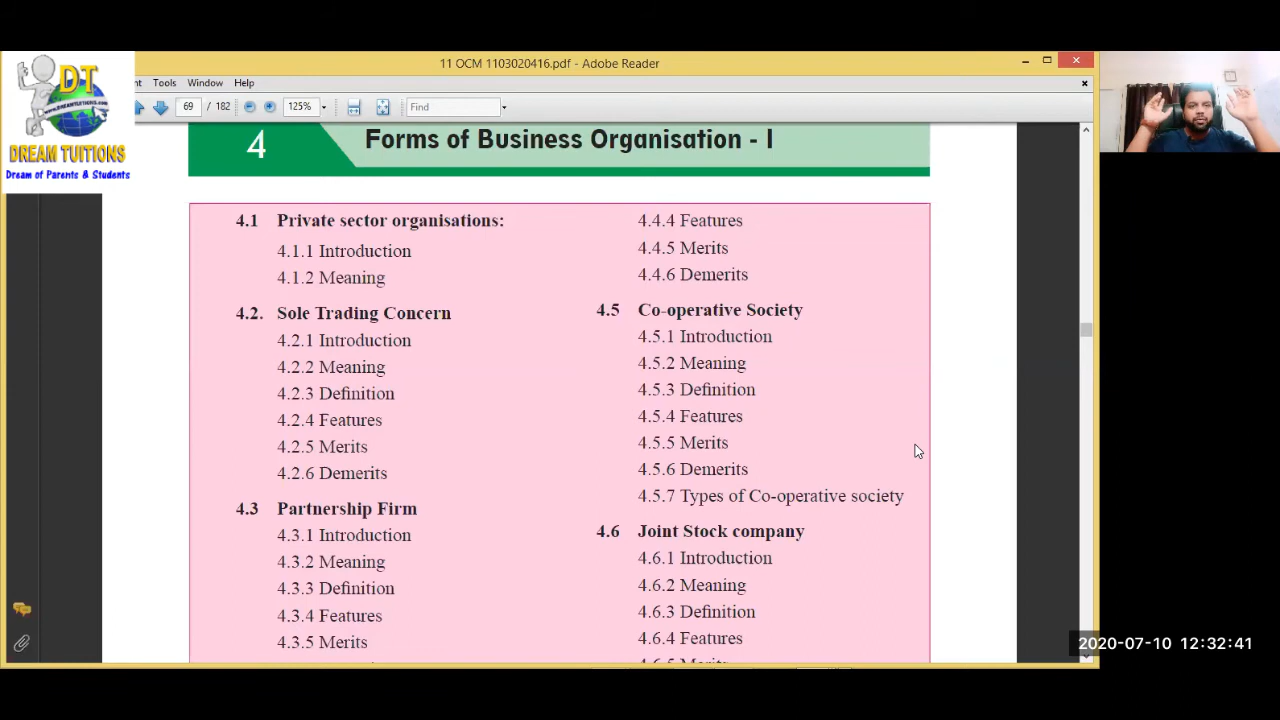 11 OCM 1103020416.pdf - Adobe Reader
Tools Window Help
69 / 182 125% Find
DT
www.DREAMTUTIONS.com
DREAM TUITIONS
Dream of Parents & Students
4 Forms of Business Organisation - I
4.1 Private sector organisations:
4.1.1 Introduction
4.1.2 Meaning
4.2. Sole Trading Concern
4.2.1 Introduction
4.2.2 Meaning
4.2.3 Definition
4.2.4 Features
4.2.5 Merits
4.2.6 Demerits
4.3 Partnership Firm
4.3.1 Introduction
4.3.2 Meaning
4.3.3 Definition
4.3.4 Features
4.3.5 Merits
4.4.4 Features
4.4.5 Merits
4.4.6 Demerits
4.5 Co-operative Society
4.5.1 Introduction
4.5.2 Meaning
4.5.3 Definition
4.5.4 Features
4.5.5 Merits
4.5.6 Demerits
4.5.7 Types of Co-operative society
4.6 Joint Stock company
4.6.1 Introduction
4.6.2 Meaning
4.6.3 Definition
4.6.4 Features
4.6.5 Merits
2020-07-10 12:32:41